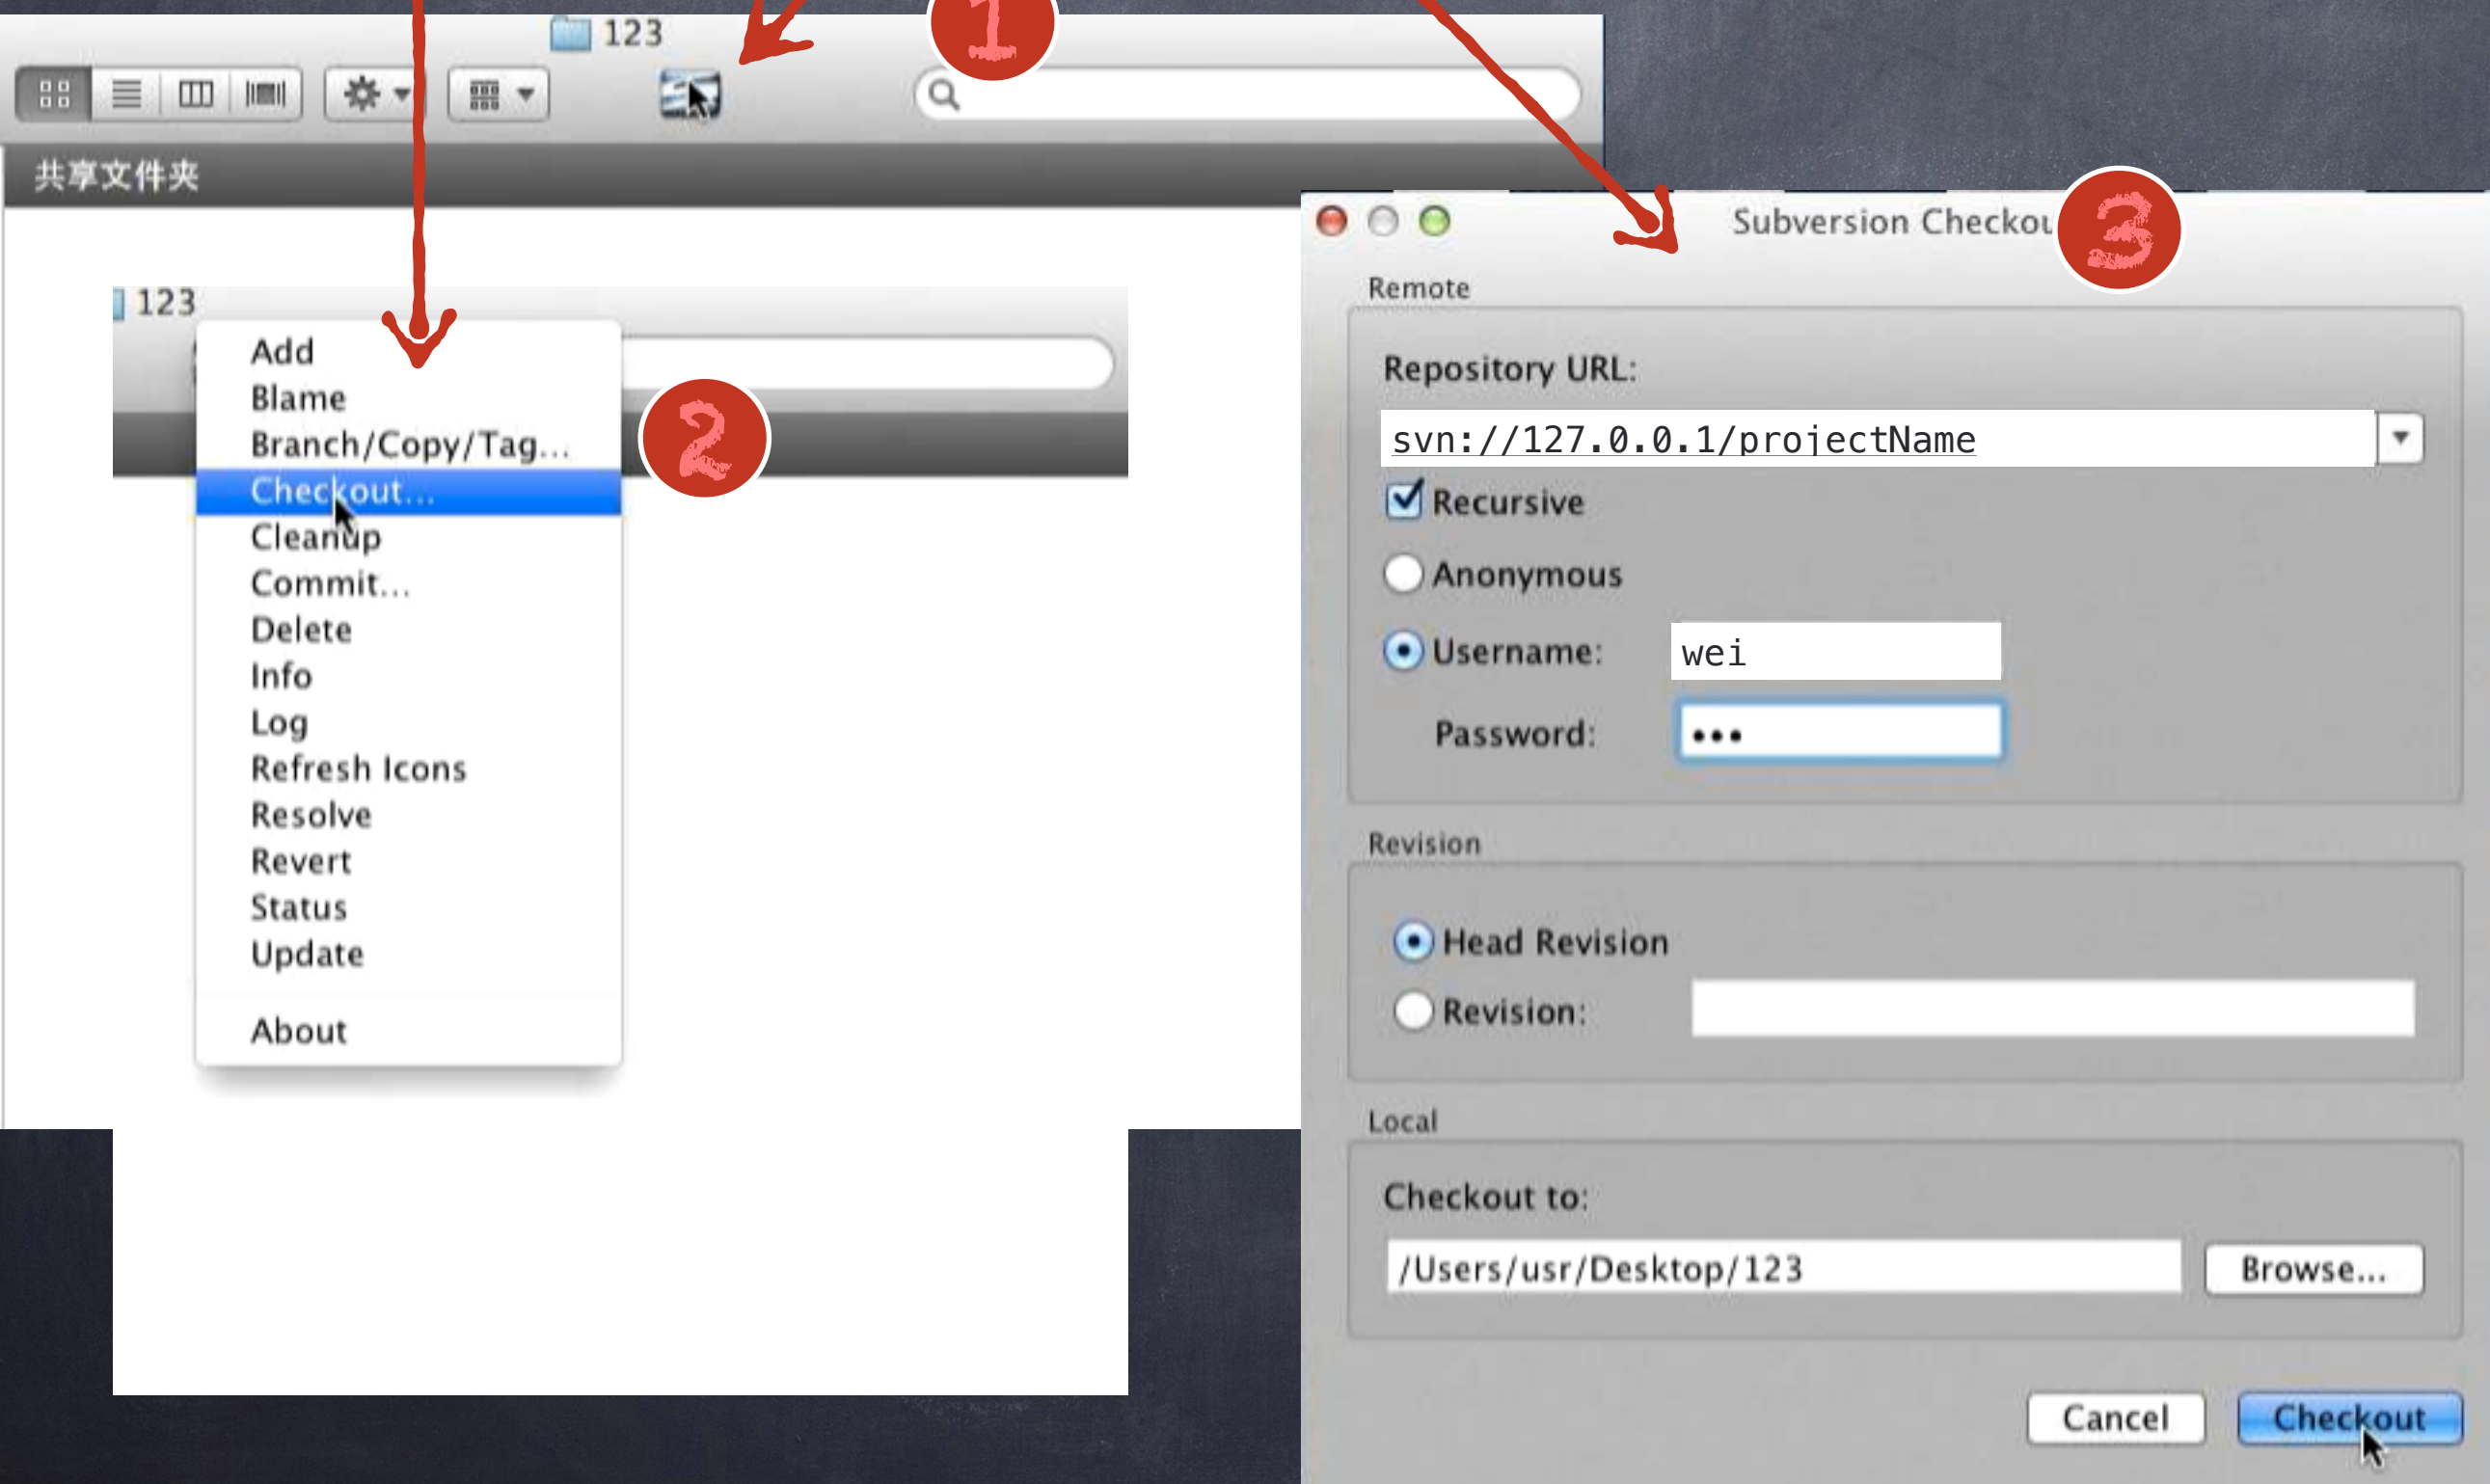 1
123
共享文件夹
123
2
Add
Blame
Branch/Copy/Tag...
Checkout...
Cleanup
Commit...
Delete
Info
Log
Refresh Icons
Resolve
Revert
Status
Update
About
3
Subversion Checkou
Remote
Repository URL:
svn://127.0.0.1/projectName
Recursive
Anonymous
Username: wei
Password: •••
Revision
Head Revision
Revision:
Local
Checkout to:
/Users/usr/Desktop/123 Browse...
Cancel Checkout